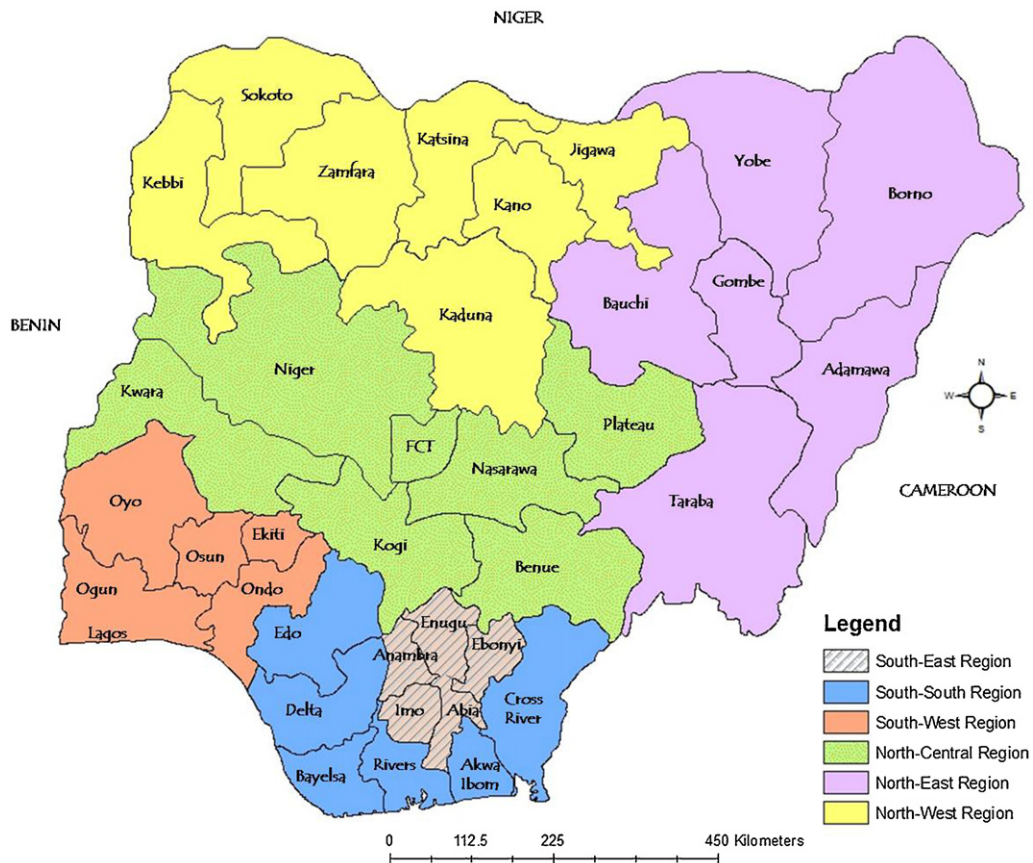 NIGER
Sokoto
Katsina
Jigawa
Kebbi
Zamfara
Kano
Yobe
Borno
BENIN
Kaduna
Bauchi
Gombe
Niger
Adamawa
Kwara
FCT
Nasarawa
Plateau
N
W
E
S
Oyo
Taraba
CAMEROON
Osun
Ekiti
Kogi
Benue
Ogun
Ondo
Lagos
Edo
Enugu
Ebonyi
Anambra
Delta
Imo
Abia
Cross
River
Bayelsa
Rivers
Akwa
Ibom
Legend
South-East Region
South-South Region
South-West Region
North-Central Region
North-East Region
North-West Region
0 112.5 225 450 Kilometers